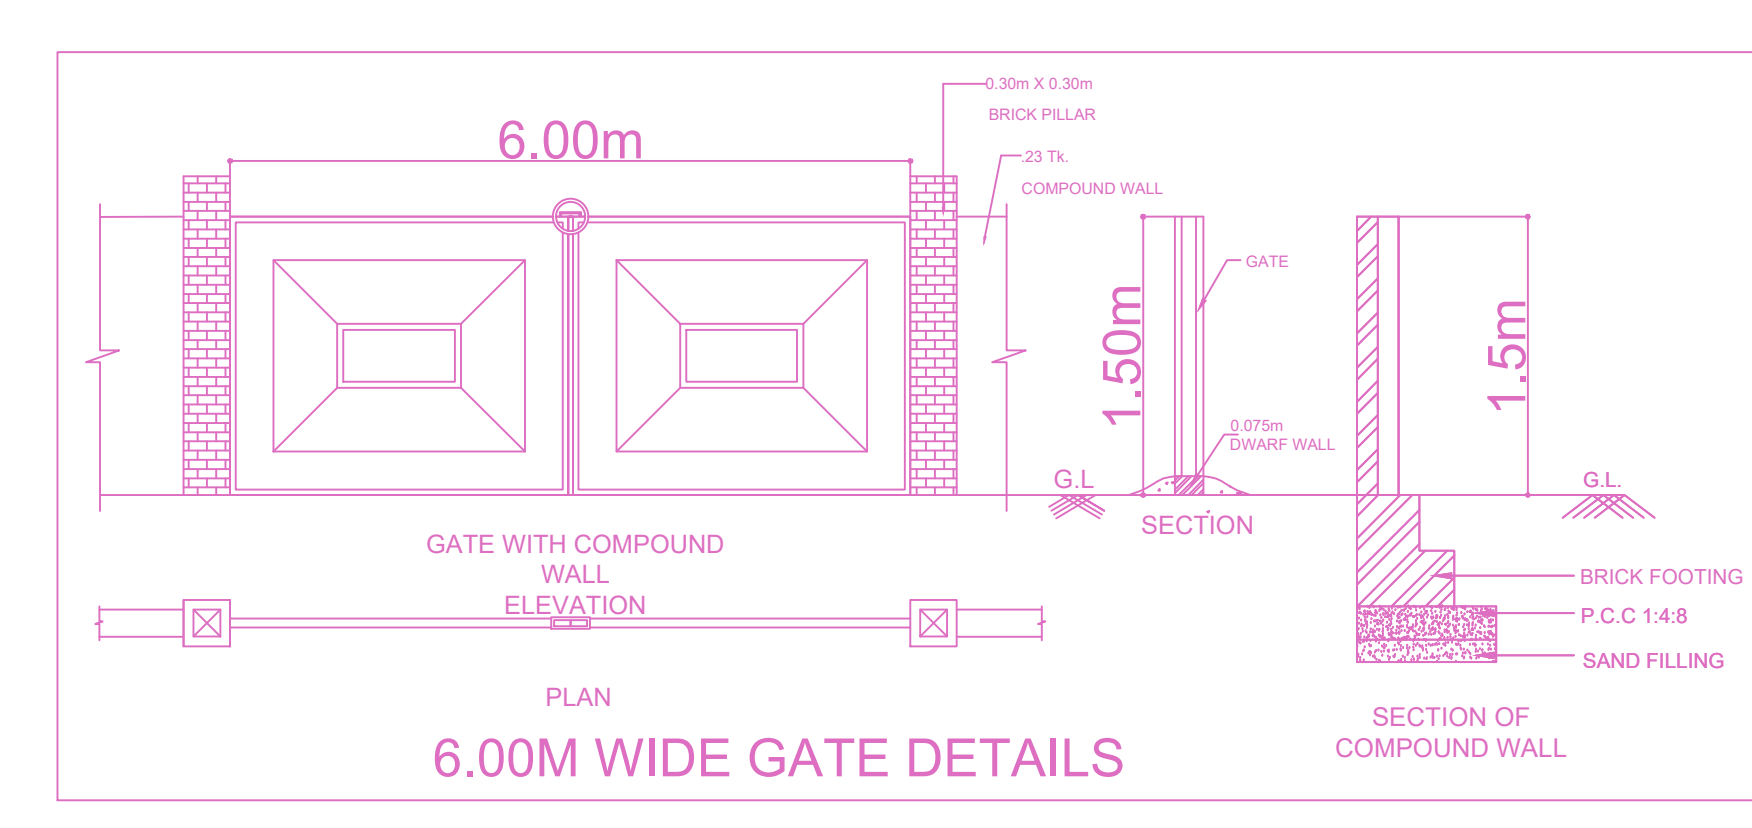 0.30m X 0.30m
BRICK PILLAR
6.00m
.23 Tk.
COMPOUND WALL
GATE
1.50m
1.5m
0.075m
DWARF WALL
G.L
G.L.
SECTION
GATE WITH COMPOUND
WALL
ELEVATION
BRICK FOOTING
P.C.C 1:4:8
SAND FILLING
PLAN
SECTION OF
COMPOUND WALL
6.00M WIDE GATE DETAILS